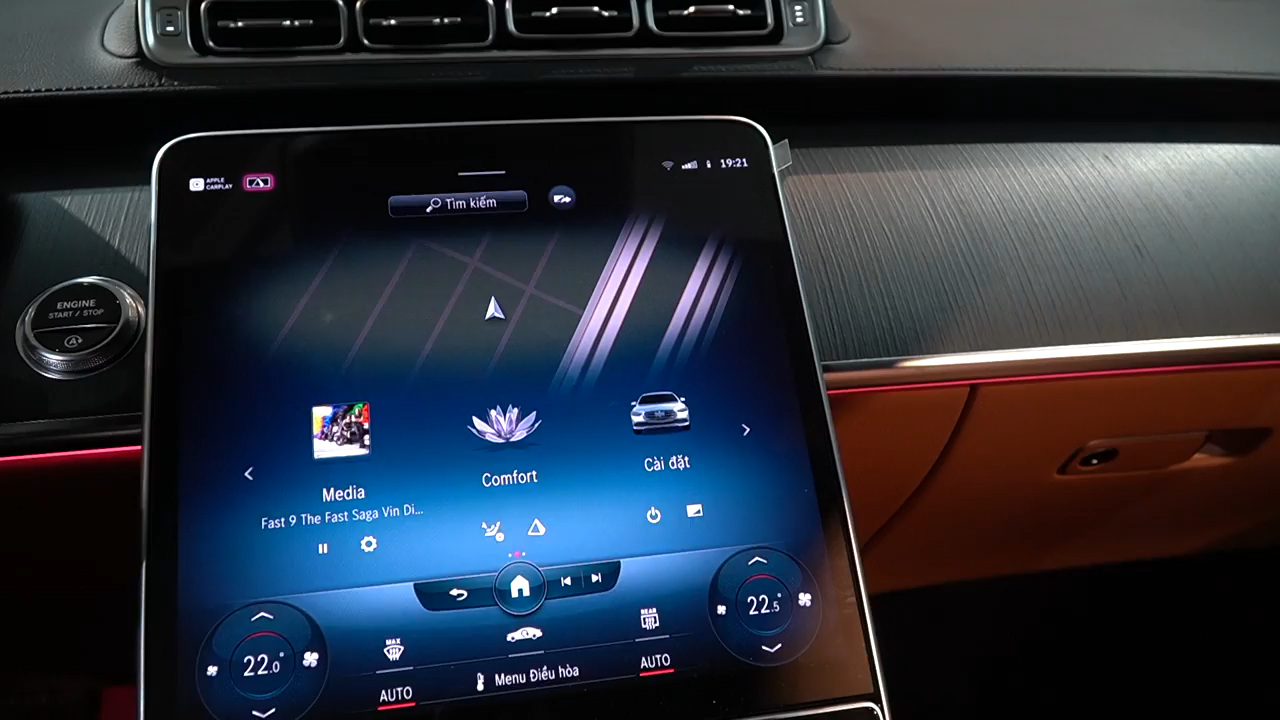 APPLE
CARPLAY
19:21
Tìm kiếm
ENGINE
START / STOP
A
Media
Fast 9 The Fast Saga Vin Di...
Comfort
Cài đặt
22.0°
MAX
AUTO
Menu Điều hòa
REAR
AUTO
22.5°